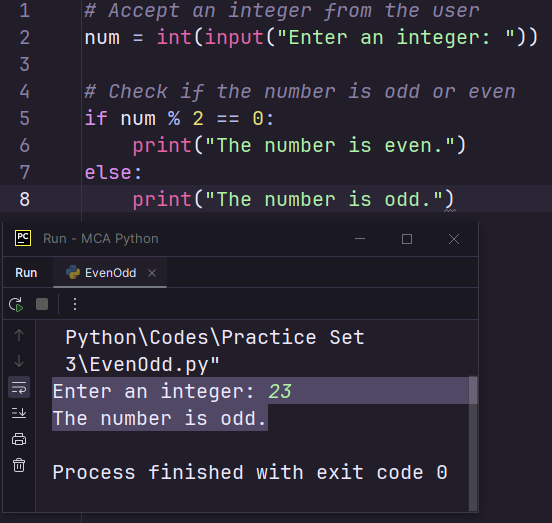 1 # Accept an integer from the user
2 num = int(input("Enter an integer: "))
3
4 # Check if the number is odd or even
5 if num % 2 == 0:
6     print("The number is even.")
7 else:
8     print("The number is odd.")
PC Run - MCA Python
Run EvenOdd
Python\Codes\Practice Set
3\EvenOdd.py"
Enter an integer: 23
The number is odd.
Process finished with exit code 0